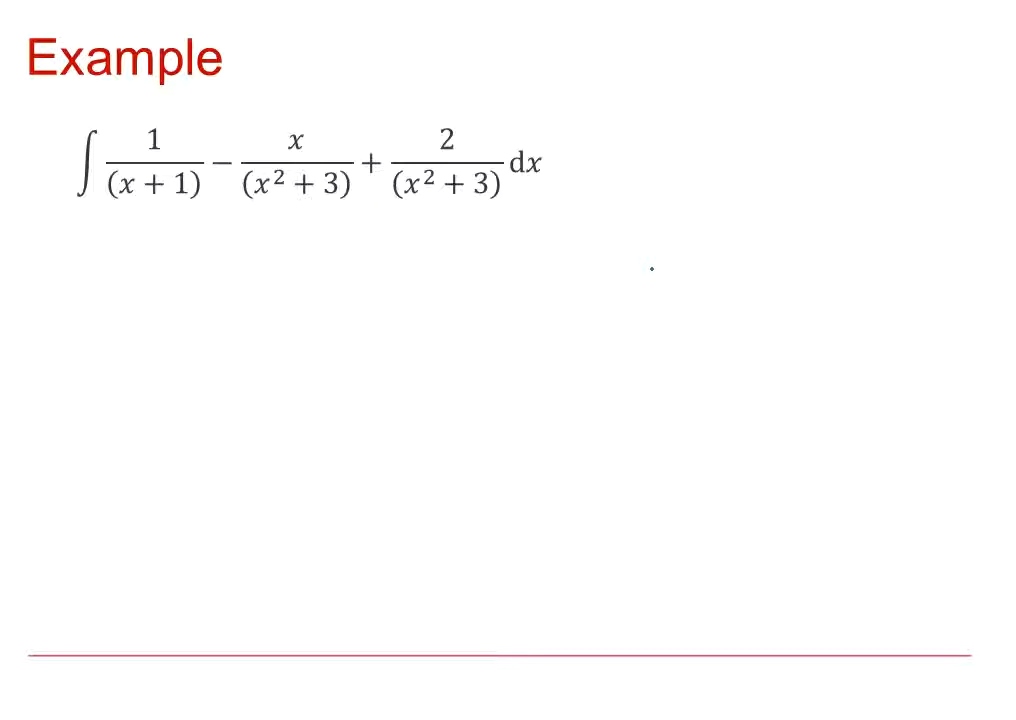 Example
∫ 1/(x + 1) − x/(x² + 3) + 2/(x² + 3) dx